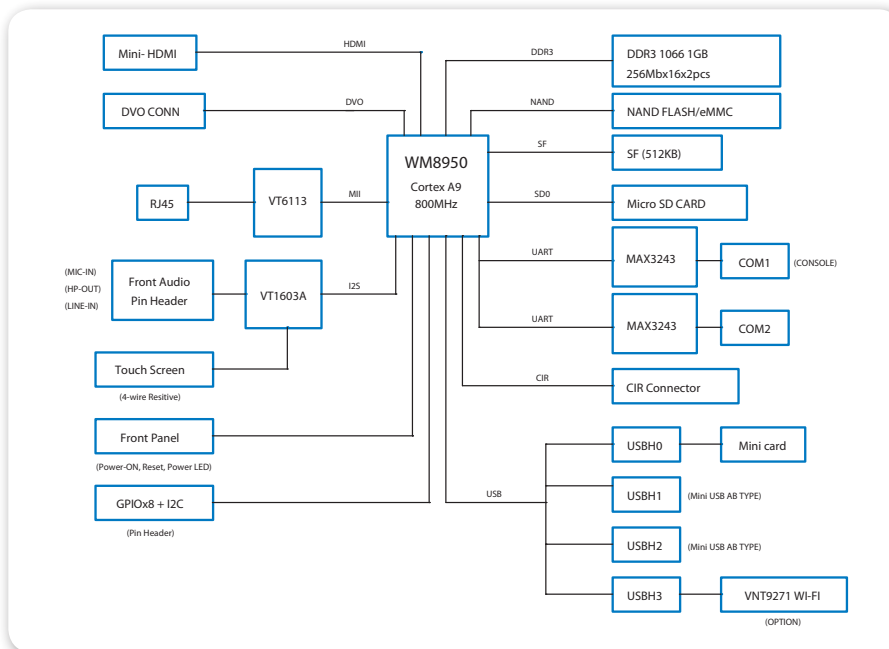 Mini- HDMI
HDMI
DDR3
DDR3 1066 1GB
256Mbx16x2pcs
DVO CONN
DVO
NAND
NAND FLASH/eMMC
WM8950
Cortex A9
800MHz
SF
SF (512KB)
RJ45
VT6113
MII
SD0
Micro SD CARD
(MIC-IN)
(HP-OUT)
(LINE-IN)
Front Audio
Pin Header
VT1603A
I2S
UART
MAX3243
COM1
(CONSOLE)
UART
MAX3243
COM2
Touch Screen
(4-wire Resitive)
CIR
CIR Connector
Front Panel
(Power-ON, Reset, Power LED)
GPIOx8 + I2C
(Pin Header)
USB
USBH0
Mini card
USBH1
(Mini USB AB TYPE)
USBH2
(Mini USB AB TYPE)
USBH3
VNT9271 WI-FI
(OPTION)